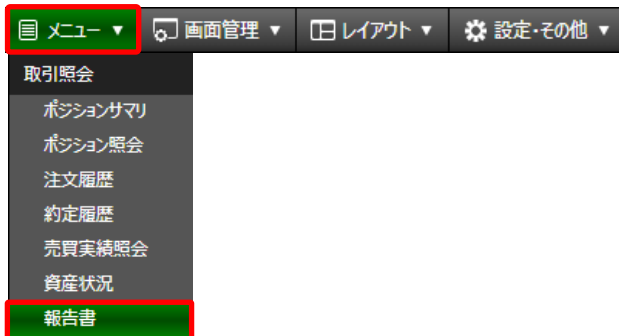 メニュー ▼ 画面管理 ▼ レイアウト ▼ 設定・その他 ▼
取引照会
ポジションサマリ
ポジション照会
注文履歴
約定履歴
売買実績照会
資産状況
報告書